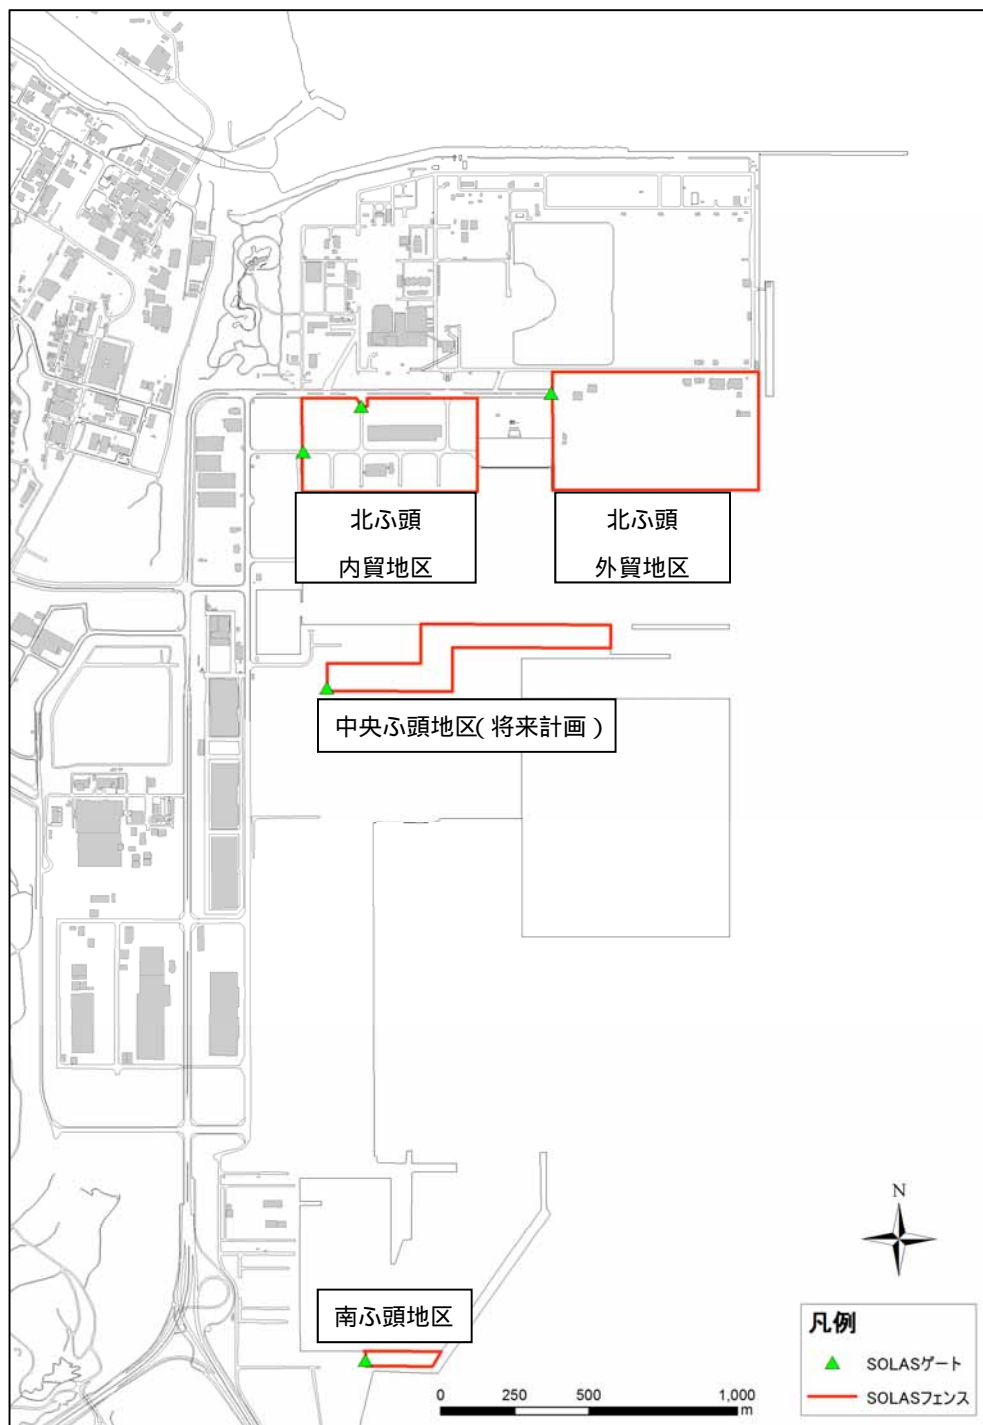 北ふ頭
内貿地区
北ふ頭
外貿地区
中央ふ頭地区(将来計画)
南ふ頭地区
N
凡例
SOLASゲート
SOLASフェンス
0 250 500 1,000
m